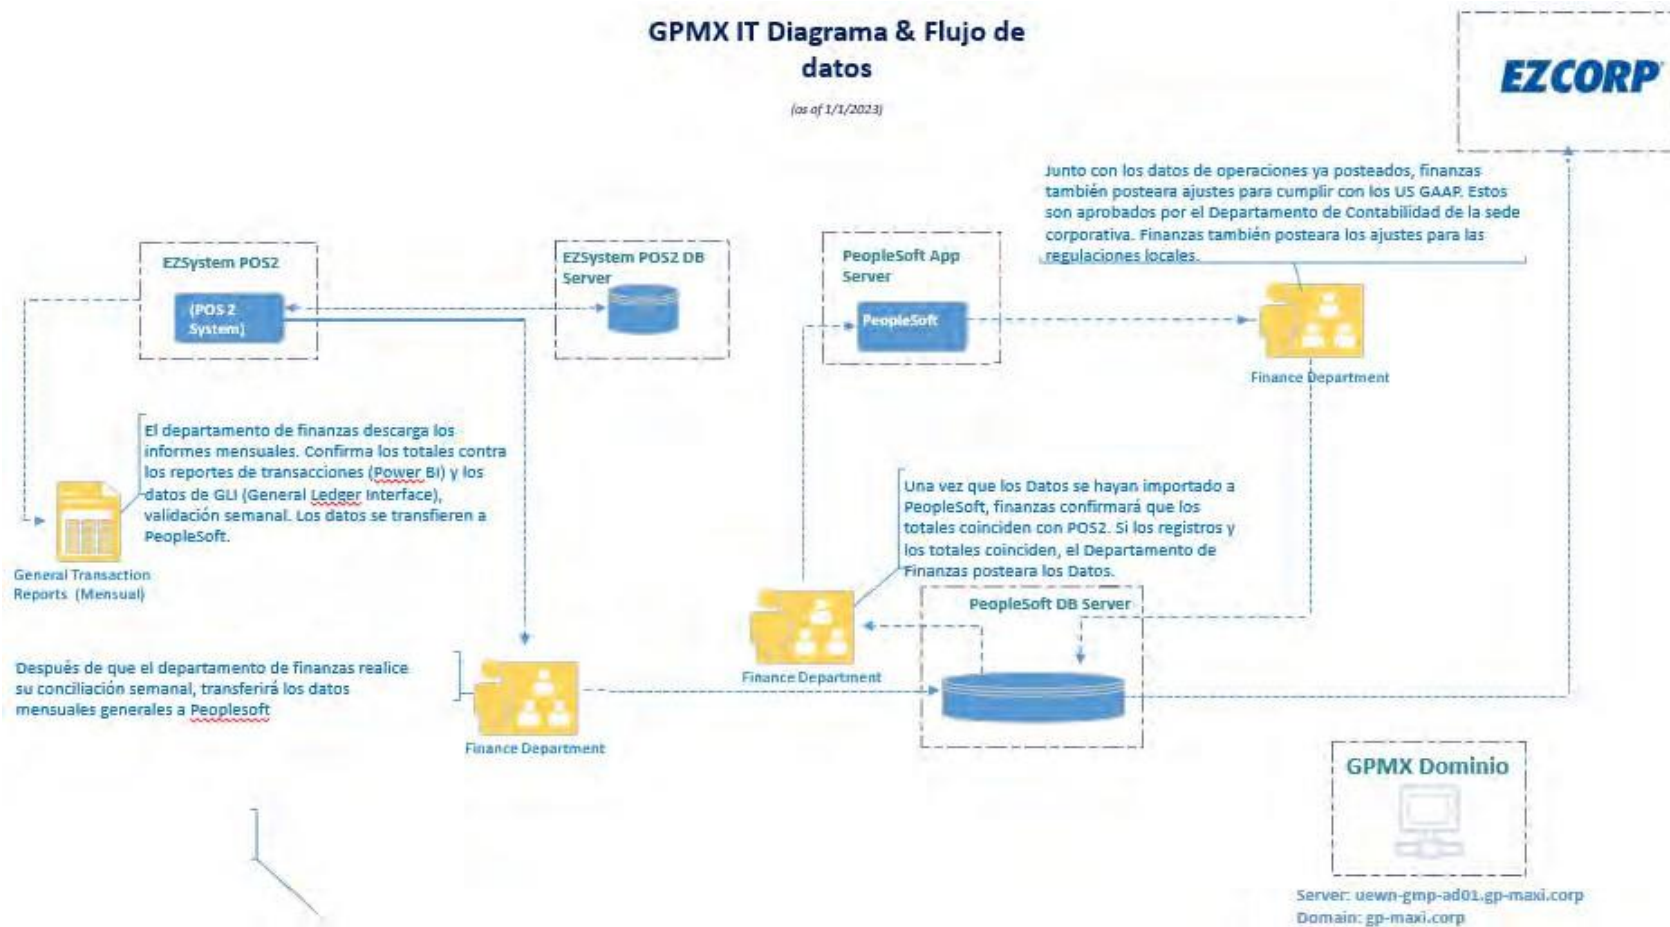 GPMX IT Diagrama & Flujo de
datos
(as of 1/1/2023)
EZCORP
Junto con los datos de operaciones ya posteados, finanzas
también posteara ajustes para cumplir con los US GAAP. Estos
son aprobados por el Departamento de Contabilidad de la sede
corporativa. Finanzas también posteara los ajustes para las
regulaciones locales.
EZSystem POS2
(POS 2
System)
EZSystem POS2 DB
Server
PeopleSoft App
Server
PeopleSoft
Finance Department
El departamento de finanzas descarga los
informes mensuales. Confirma los totales contra
los reportes de transacciones (Power BI) y los
datos de GLI (General Ledger Interface),
validación semanal. Los datos se transfieren a
PeopleSoft.
General Transaction
Reports (Mensual)
Una vez que los Datos se hayan importado a
PeopleSoft, finanzas confirmará que los
totales coinciden con POS2. Si los registros y
los totales coinciden, el Departamento de
Finanzas posteara los Datos.
Finance Department
PeopleSoft DB Server
Después de que el departamento de finanzas realice
su conciliación semanal, transferirá los datos
mensuales generales a Peoplesoft
Finance Department
GPMX Dominio
Server: uewn-gmp-ad01.gp-maxi.corp
Domain: gp-maxi.corp